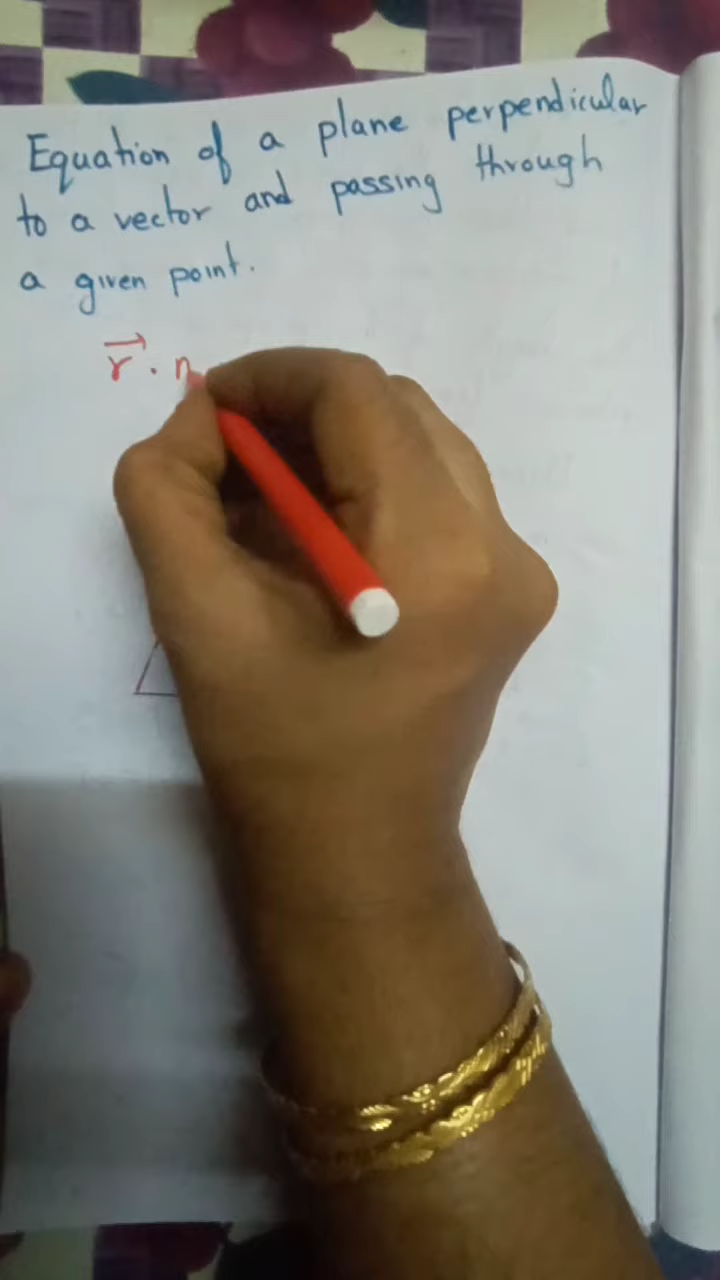 Equation of a plane perpendicular
to a vector and passing through
a given point.
r⃗ . n